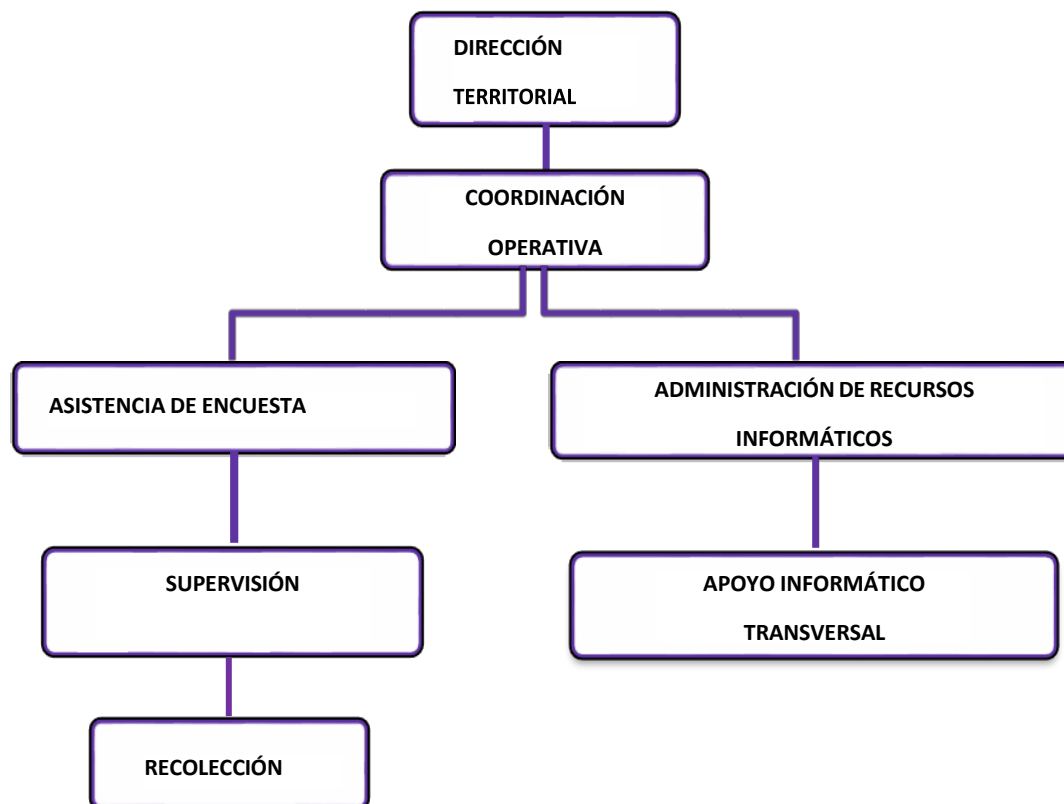 DIRECCIÓN
TERRITORIAL
COORDINACIÓN
OPERATIVA
ASISTENCIA DE ENCUESTA
ADMINISTRACIÓN DE RECURSOS
INFORMÁTICOS
SUPERVISIÓN
APOYO INFORMÁTICO
TRANSVERSAL
RECOLECCIÓN